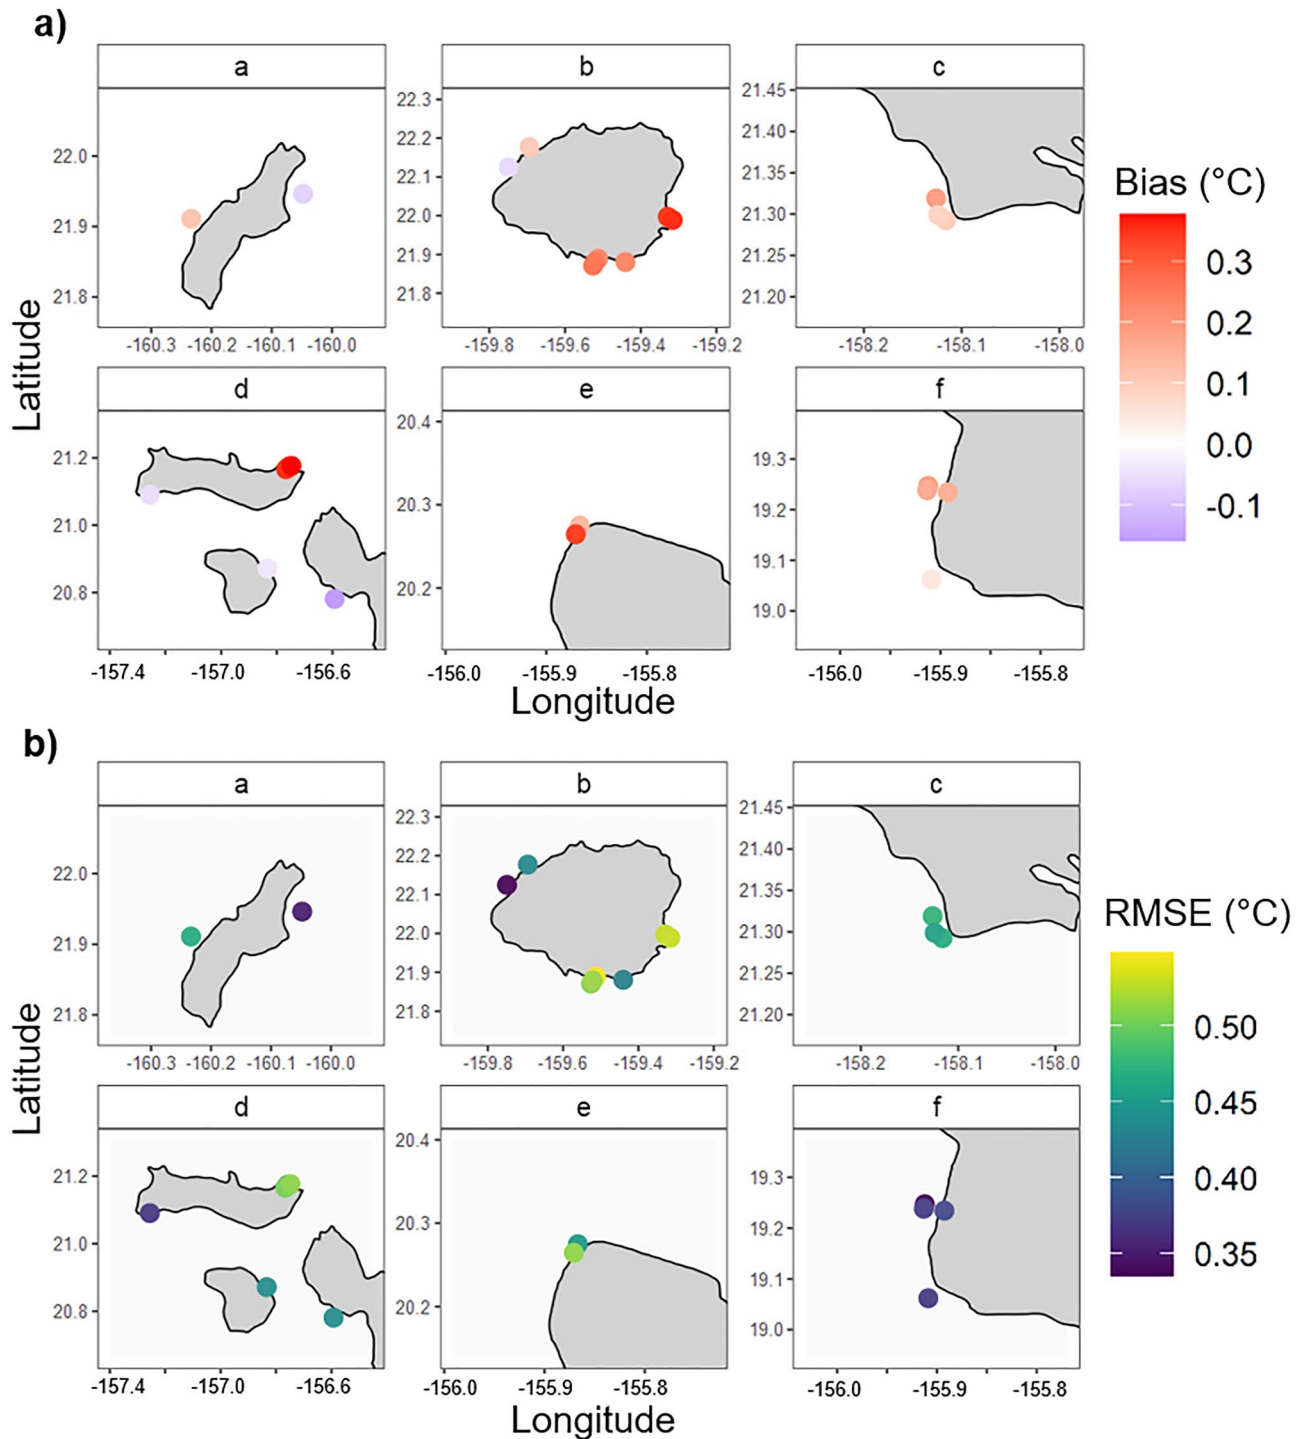 a)
a b c
22.0
21.9
21.8
-160.3 -160.2 -160.1 -160.0
22.3
22.2
22.1
22.0
21.9
21.8
-159.8 -159.6 -159.4 -159.2
21.45
21.40
21.35
21.30
21.25
21.20
-158.2 -158.1 -158.0
d e f
21.2
21.0
20.8
-157.4 -157.0 -156.6
20.4
20.3
20.2
-156.0 -155.9 -155.8
19.3
19.2
19.1
19.0
-156.0 -155.9 -155.8
Latitude
Longitude
Bias (°C)
0.3
0.2
0.1
0.0
-0.1
b)
a b c
22.0
21.9
21.8
-160.3 -160.2 -160.1 -160.0
22.3
22.2
22.1
22.0
21.9
21.8
-159.8 -159.6 -159.4 -159.2
21.45
21.40
21.35
21.30
21.25
21.20
-158.2 -158.1 -158.0
d e f
21.2
21.0
20.8
-157.4 -157.0 -156.6
20.4
20.3
20.2
-156.0 -155.9 -155.8
19.3
19.2
19.1
19.0
-156.0 -155.9 -155.8
Latitude
Longitude
RMSE (°C)
0.50
0.45
0.40
0.35